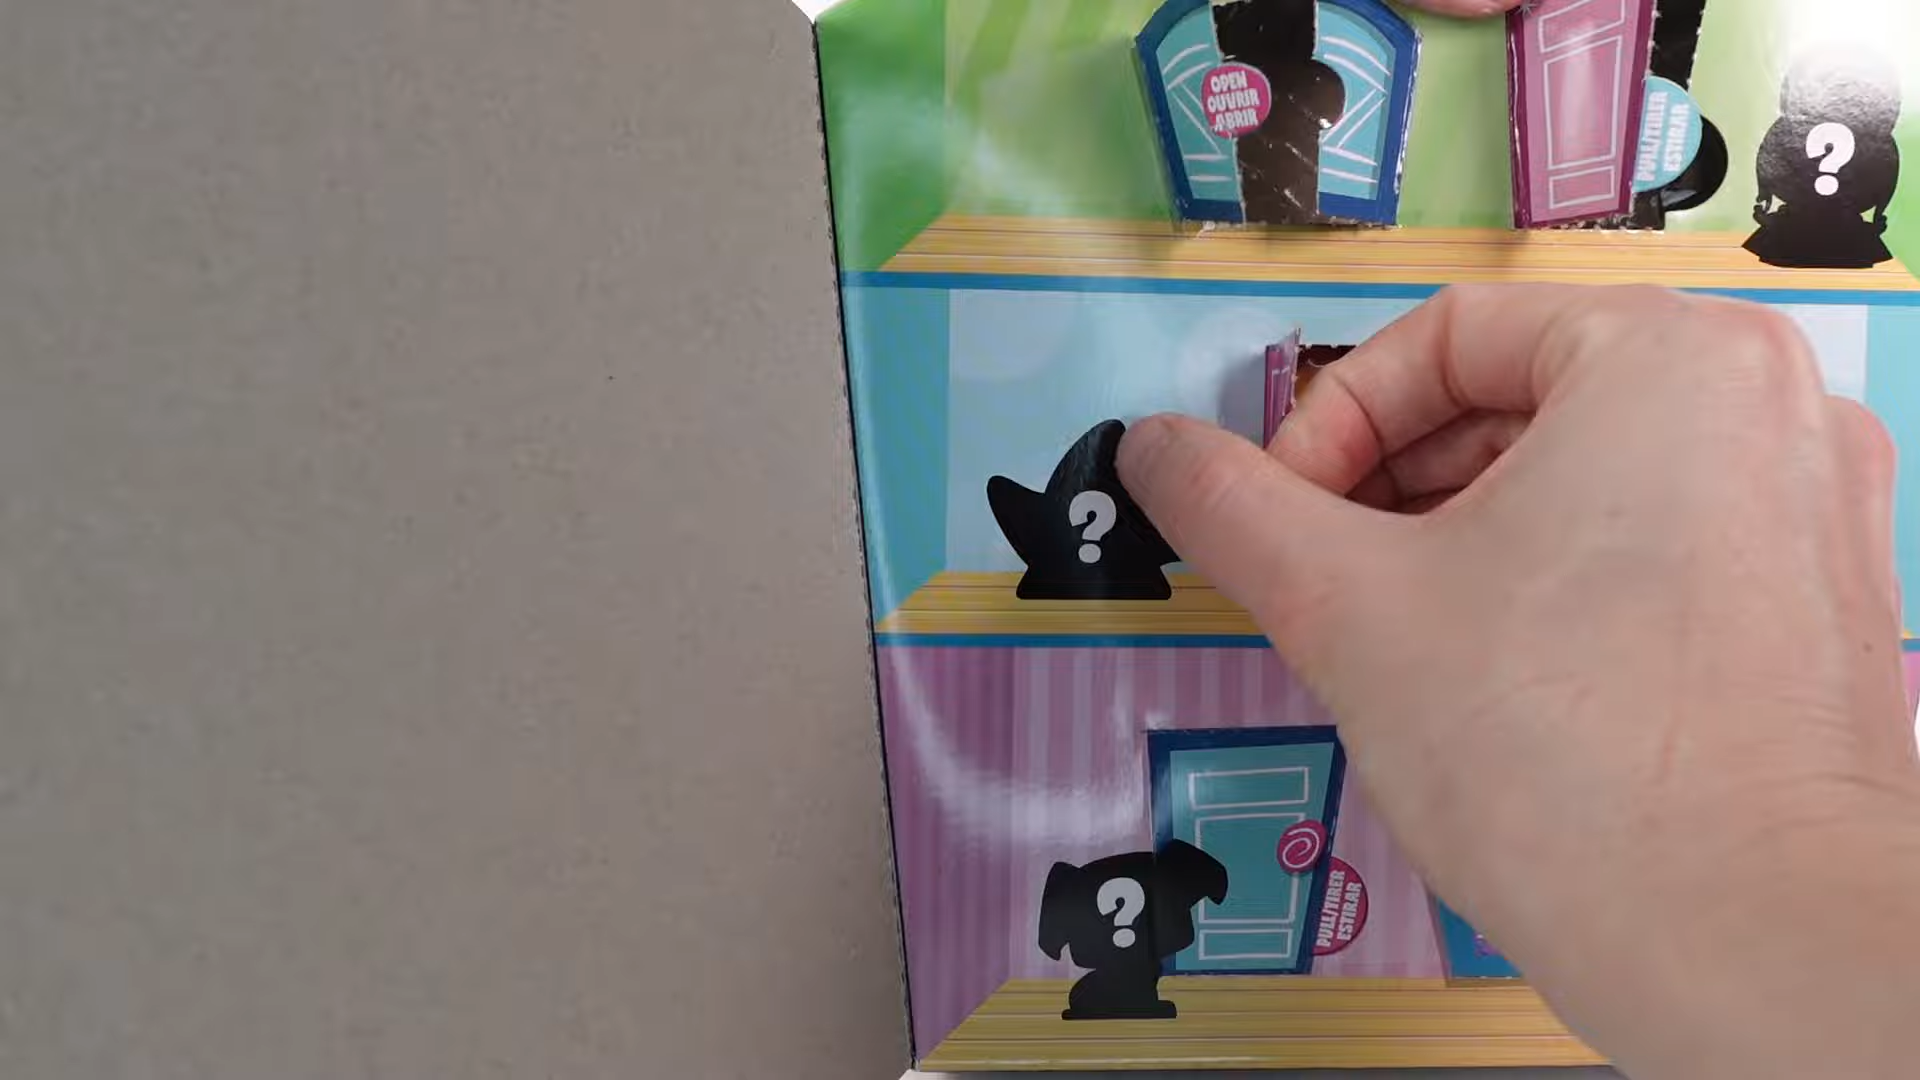 OPEN
OUVRIR
ABRIR
PULL/TIRER
ESTIRAR
?
?
?
PULL/TIRER
ESTIRAR